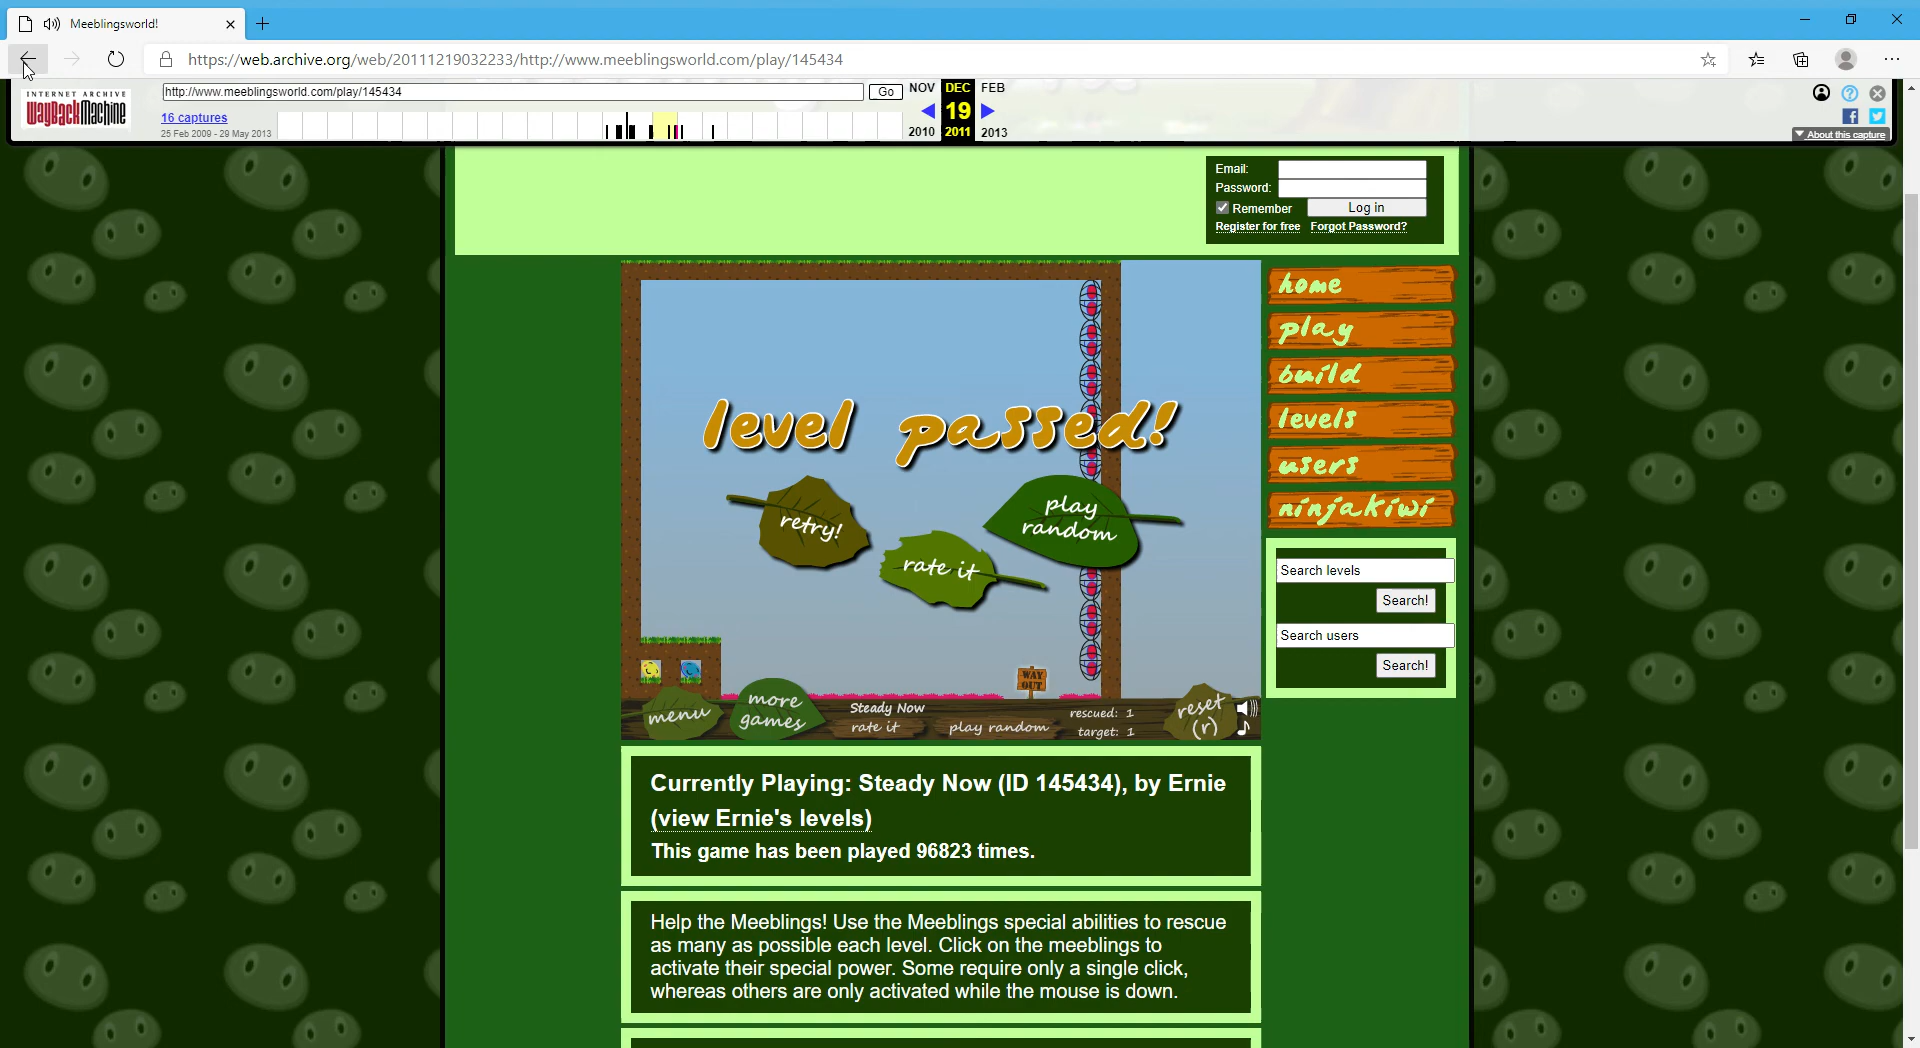 Meeblingsworld!
https://web.archive.org/web/20111219032233/http://www.meeblingsworld.com/play/145434
INTERNET ARCHIVE
WayBackMachine
http://www.meeblingsworld.com/play/145434
Go
NOV DEC FEB
16 captures
19
25 Feb 2009 - 29 May 2013
2010 2011 2013
About this capture
Email:
Password:
Remember
Log in
Register for free Forgot Password?
home
play
build
levels
users
ninjakiwi
level passed!
retry!
play
random
rate it
Search levels
Search!
Search users
Search!
WAY
OUT
menu
more
games
Steady Now
rate it
play random
rescued: 1
target: 1
reset
(r)
Currently Playing: Steady Now (ID 145434), by Ernie
(view Ernie's levels)
This game has been played 96823 times.
Help the Meeblings! Use the Meeblings special abilities to rescue
as many as possible each level. Click on the meeblings to
activate their special power. Some require only a single click,
whereas others are only activated while the mouse is down.